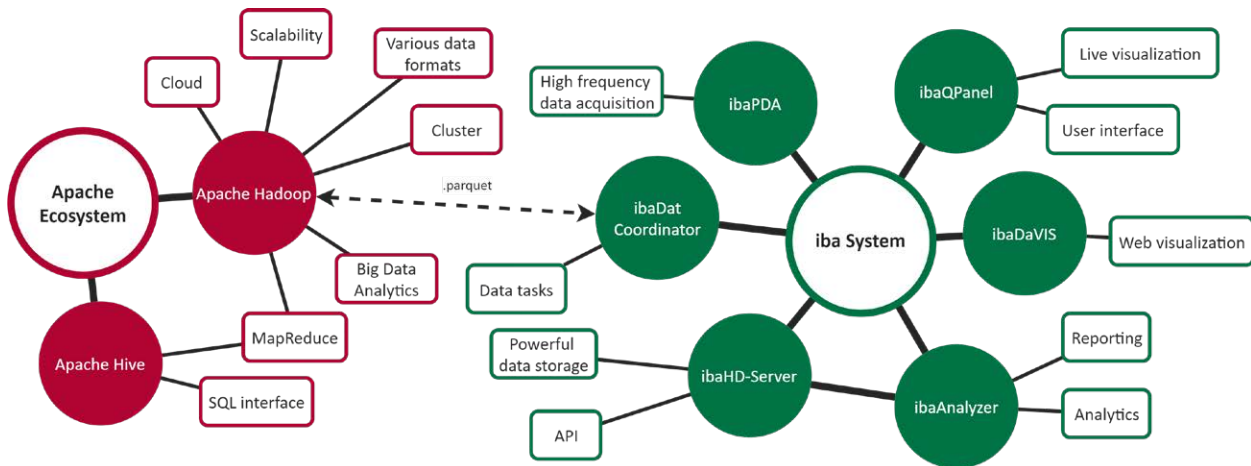 Scalability
Various data
formats
Cloud
Cluster
Apache
Ecosystem
Apache Hadoop
.parquet
Big Data
Analytics
MapReduce
Apache Hive
SQL interface
High frequency
data acquisition
ibaPDA
ibaQPanel
Live visualization
User interface
ibaDat
Coordinator
Data tasks
iba System
ibaDaVIS
Web visualization
Powerful
data storage
ibaHD-Server
API
ibaAnalyzer
Reporting
Analytics